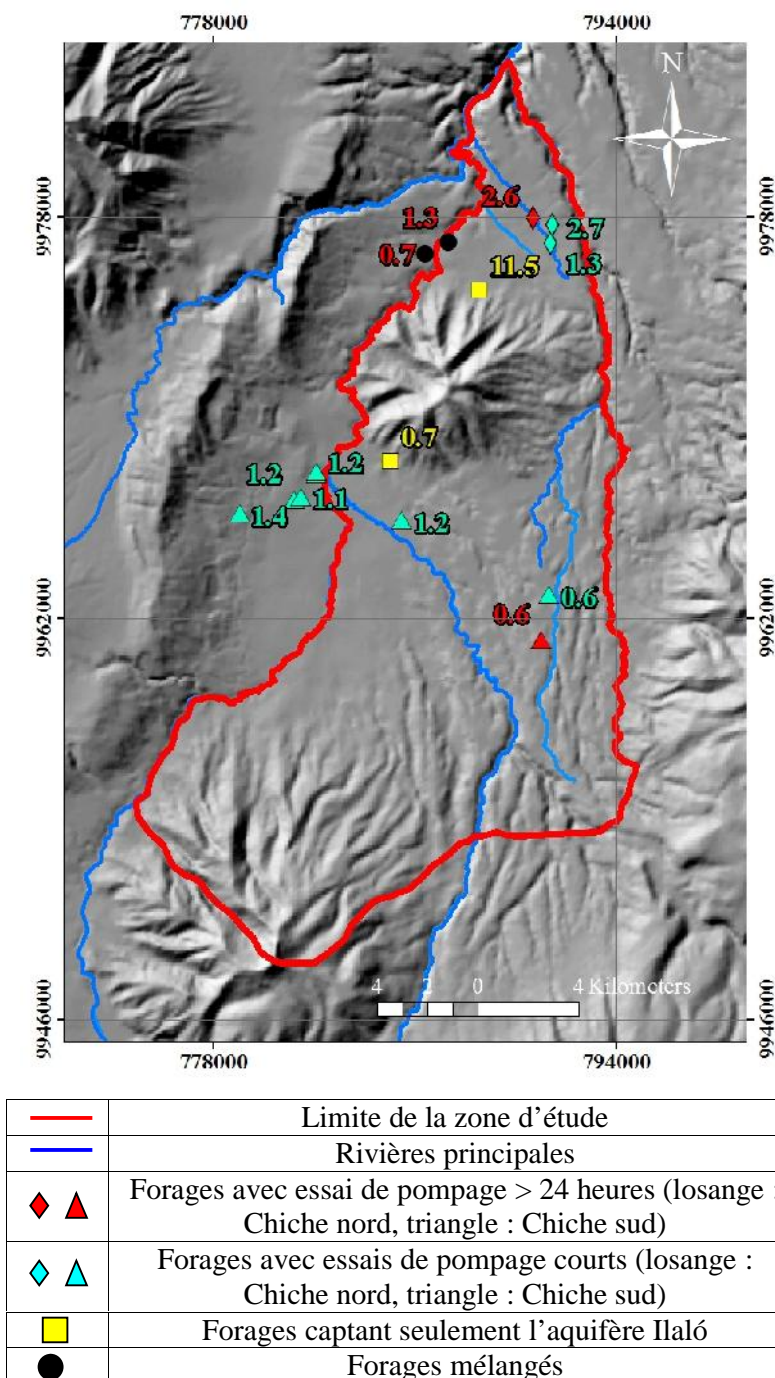 778000 794000
N
9978000 9978000
2.6
1.3
2.7
0.7
1.3
11.5
0.7
1.2 1.2
1.1
1.4 1.2
0.6
0.6
9962000 9962000
4 2 0 4 Kilometers
9946000 9946000
778000 794000
Limite de la zone d’étude
Rivières principales
Forages avec essai de pompage > 24 heures (losange :
Chiche nord, triangle : Chiche sud)
Forages avec essais de pompage courts (losange :
Chiche nord, triangle : Chiche sud)
Forages captant seulement l’aquifère Ilaló
Forages mélangés